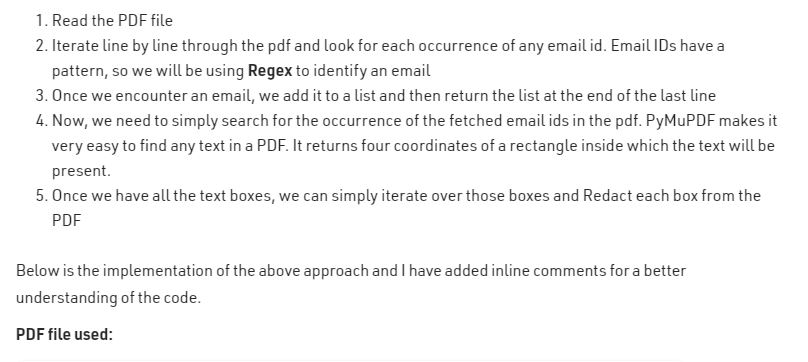 1. Read the PDF file
2. Iterate line by line through the pdf and look for each occurrence of any email id. Email IDs have a
pattern, so we will be using Regex to identify an email
3. Once we encounter an email, we add it to a list and then return the list at the end of the last line
4. Now, we need to simply search for the occurrence of the fetched email ids in the pdf. PyMuPDF makes it
very easy to find any text in a PDF. It returns four coordinates of a rectangle inside which the text will be
present.
5. Once we have all the text boxes, we can simply iterate over those boxes and Redact each box from the
PDF
Below is the implementation of the above approach and I have added inline comments for a better
understanding of the code.
PDF file used: